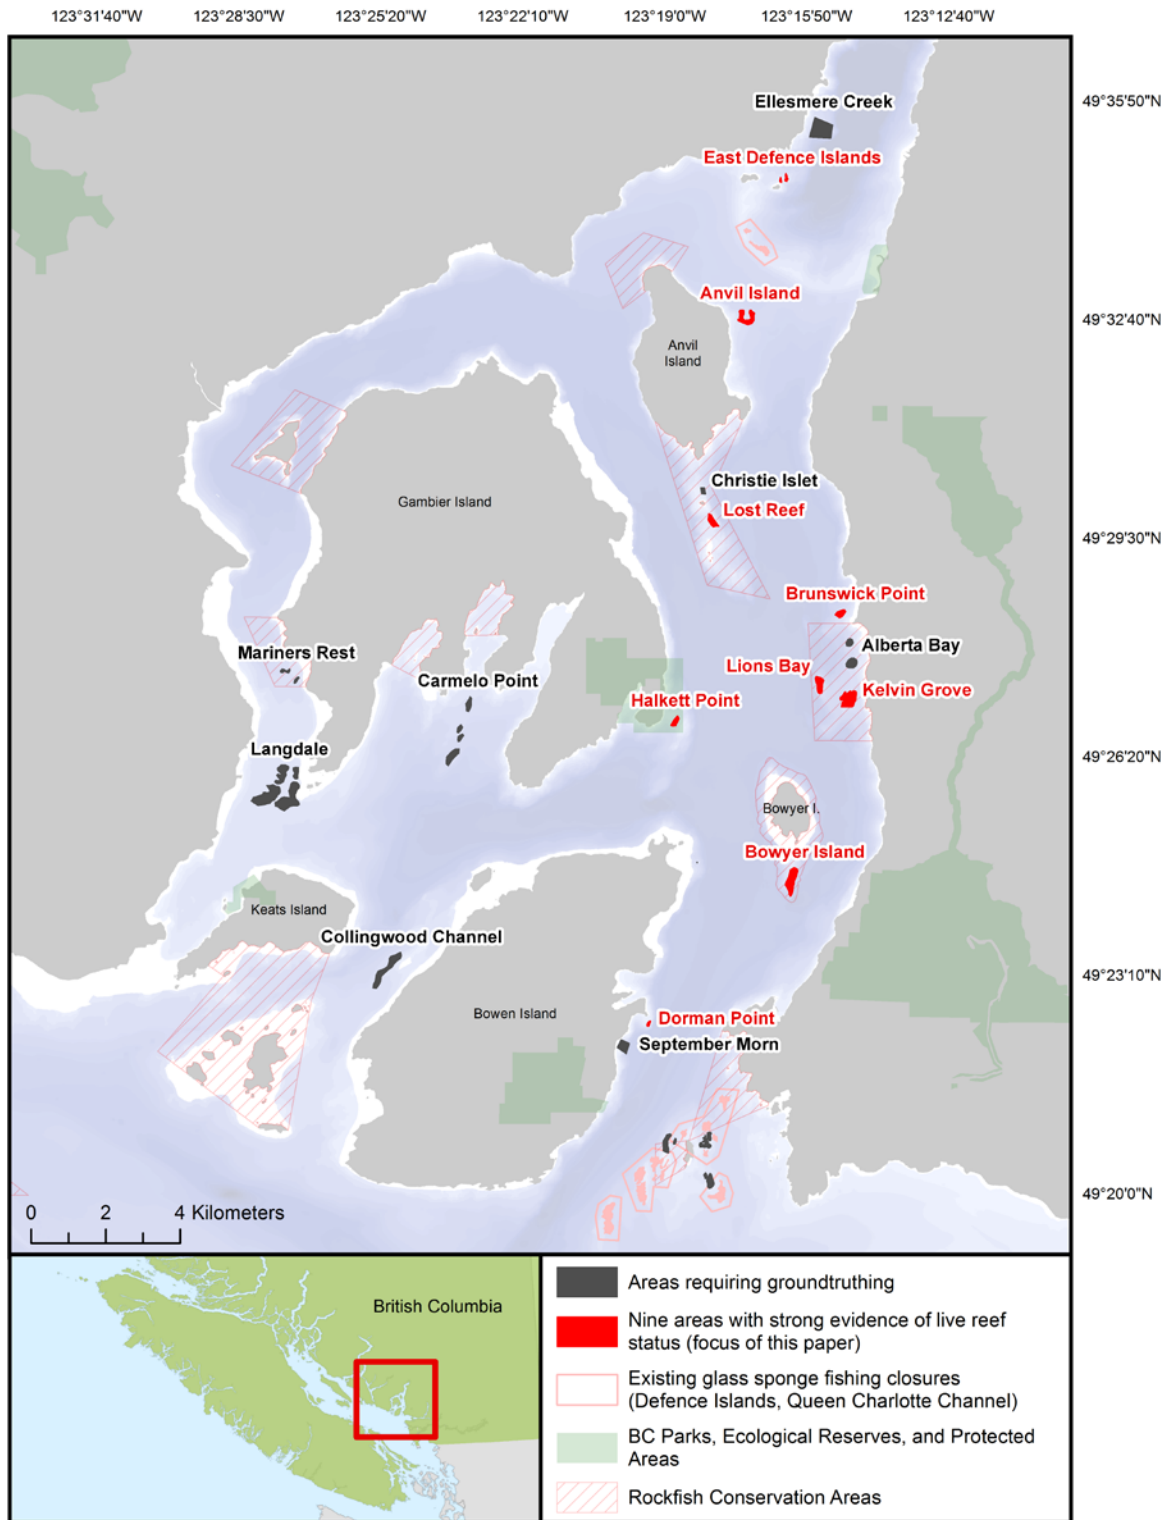 123°31'40"W 123°28'30"W 123°25'20"W 123°22'10"W 123°19'0"W 123°15'50"W 123°12'40"W
Ellesmere Creek
49°35'50"N
East Defence Islands
Anvil Island
49°32'40"N
Anvil
Island
Christie Islet
Gambier Island
Lost Reef
49°29'30"N
Brunswick Point
Alberta Bay
Mariners Rest
Lions Bay
Carmelo Point
Kelvin Grove
Halkett Point
Langdale
49°26'20"N
Bowyer I.
Bowyer Island
Keats Island
Collingwood Channel
49°23'10"N
Bowen Island
Dorman Point
September Morn
49°20'0"N
0 2 4 Kilometers
British Columbia
Areas requiring groundtruthing
Nine areas with strong evidence of live reef
status (focus of this paper)
Existing glass sponge fishing closures
(Defence Islands, Queen Charlotte Channel)
BC Parks, Ecological Reserves, and Protected
Areas
Rockfish Conservation Areas